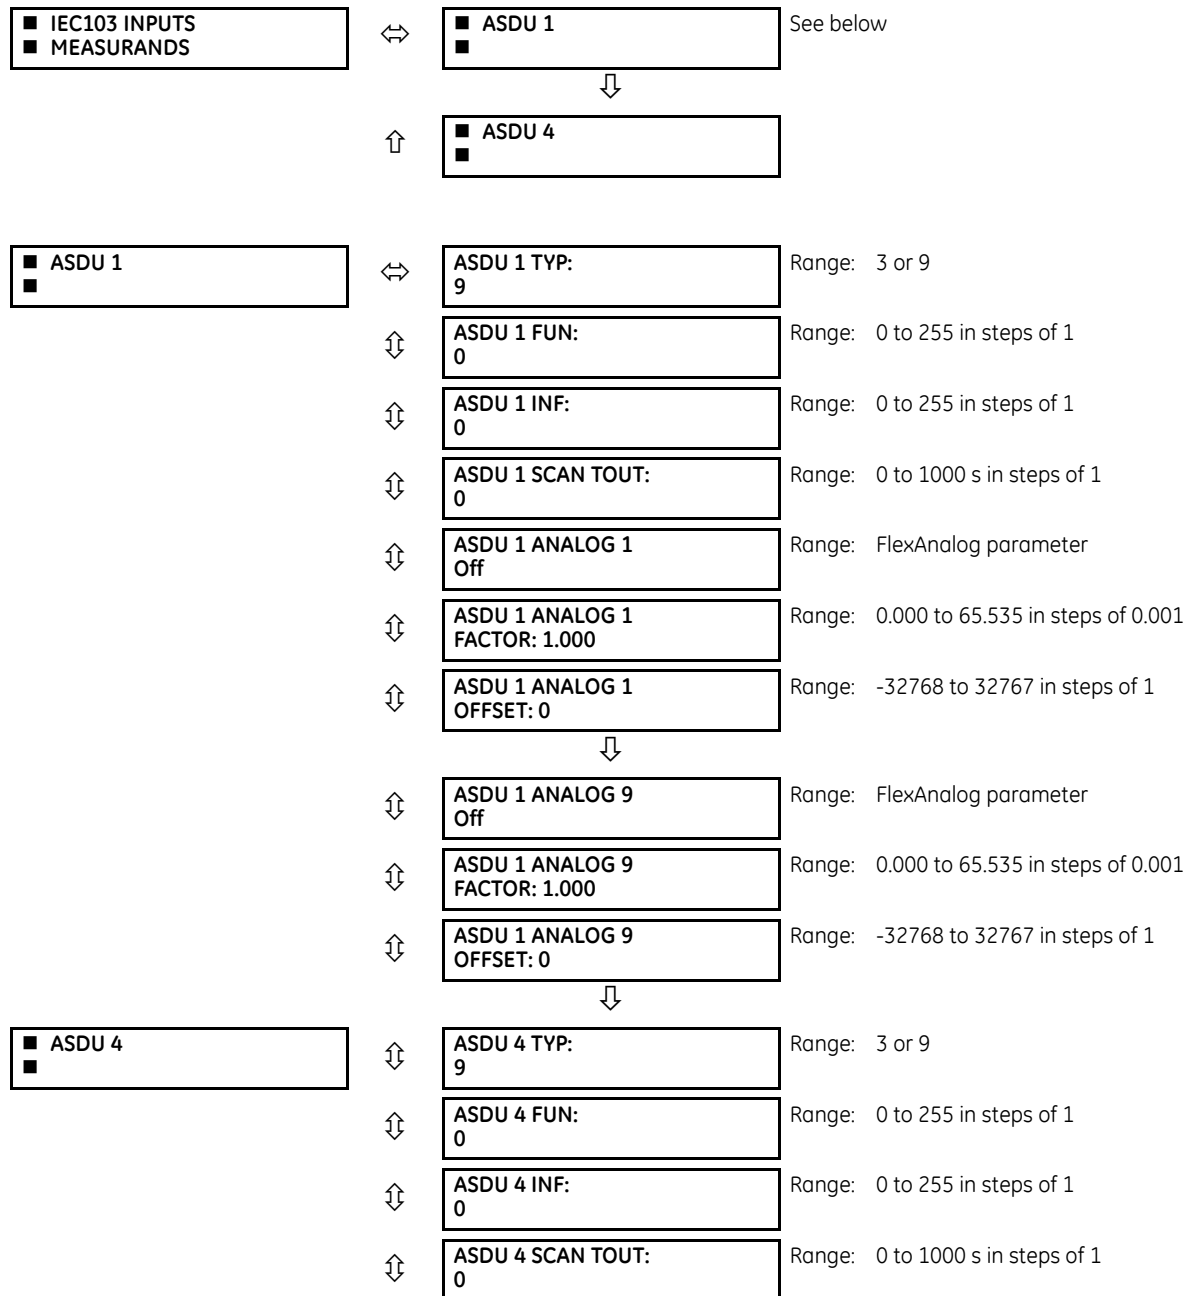 ■ IEC103 INPUTS
■ MEASURANDS
⇔
■ ASDU 1
■
See below
⇩
⇧
■ ASDU 4
■
■ ASDU 1
■
⇔
ASDU 1 TYP:
9
Range: 3 or 9
⇕
ASDU 1 FUN:
0
Range: 0 to 255 in steps of 1
⇕
ASDU 1 INF:
0
Range: 0 to 255 in steps of 1
⇕
ASDU 1 SCAN TOUT:
0
Range: 0 to 1000 s in steps of 1
⇕
ASDU 1 ANALOG 1
Off
Range: FlexAnalog parameter
⇕
ASDU 1 ANALOG 1
FACTOR: 1.000
Range: 0.000 to 65.535 in steps of 0.001
⇕
ASDU 1 ANALOG 1
OFFSET: 0
Range: -32768 to 32767 in steps of 1
⇩
⇕
ASDU 1 ANALOG 9
Off
Range: FlexAnalog parameter
⇕
ASDU 1 ANALOG 9
FACTOR: 1.000
Range: 0.000 to 65.535 in steps of 0.001
⇕
ASDU 1 ANALOG 9
OFFSET: 0
Range: -32768 to 32767 in steps of 1
⇩
■ ASDU 4
■
⇕
ASDU 4 TYP:
9
Range: 3 or 9
⇕
ASDU 4 FUN:
0
Range: 0 to 255 in steps of 1
⇕
ASDU 4 INF:
0
Range: 0 to 255 in steps of 1
⇕
ASDU 4 SCAN TOUT:
0
Range: 0 to 1000 s in steps of 1